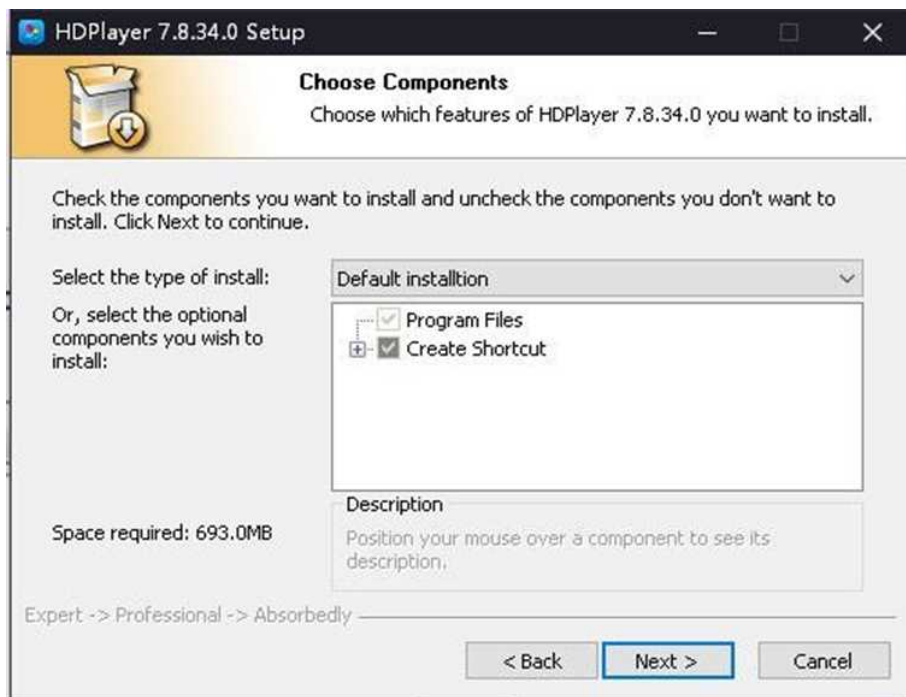 HDPlayer 7.8.34.0 Setup
Choose Components
Choose which features of HDPlayer 7.8.34.0 you want to install.
Check the components you want to install and uncheck the components you don't want to
install. Click Next to continue.
Select the type of install:
Default installtion
Or, select the optional
components you wish to
install:
Program Files
Create Shortcut
Space required: 693.0MB
Description
Position your mouse over a component to see its
description.
Expert -> Professional -> Absorbedly
< Back
Next >
Cancel